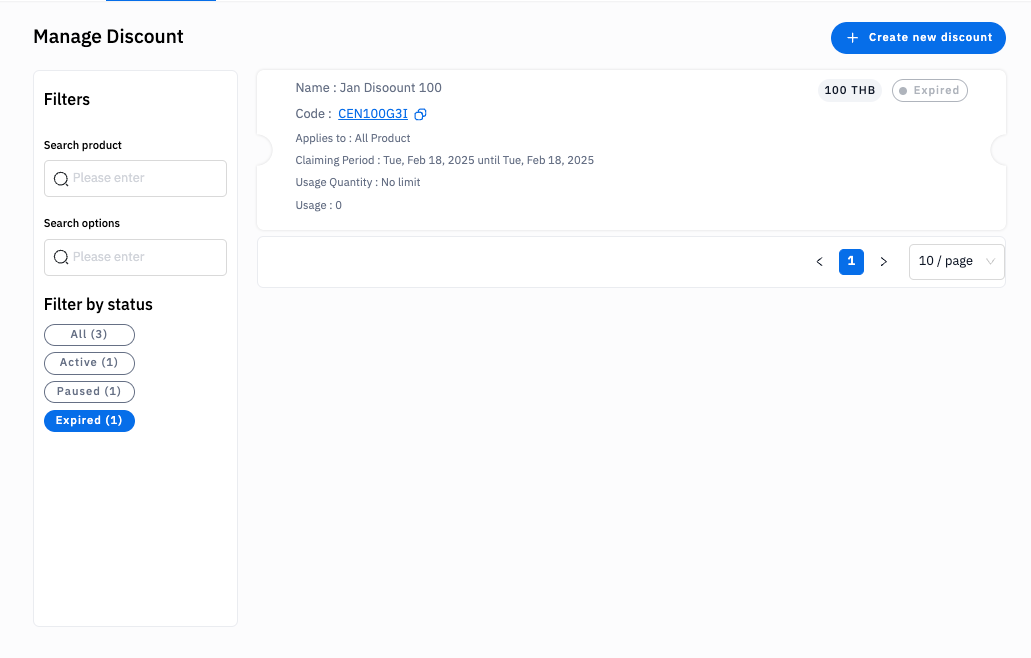 Manage Discount
+ Create new discount
Filters
Search product
Please enter
Search options
Please enter
Filter by status
All (3)
Active (1)
Paused (1)
Expired (1)
Name : Jan Disoount 100
100 THB
Expired
Code : CEN100G3I
Applies to : All Product
Claiming Period : Tue, Feb 18, 2025 until Tue, Feb 18, 2025
Usage Quantity : No limit
Usage : 0
< 1 >
10 / page